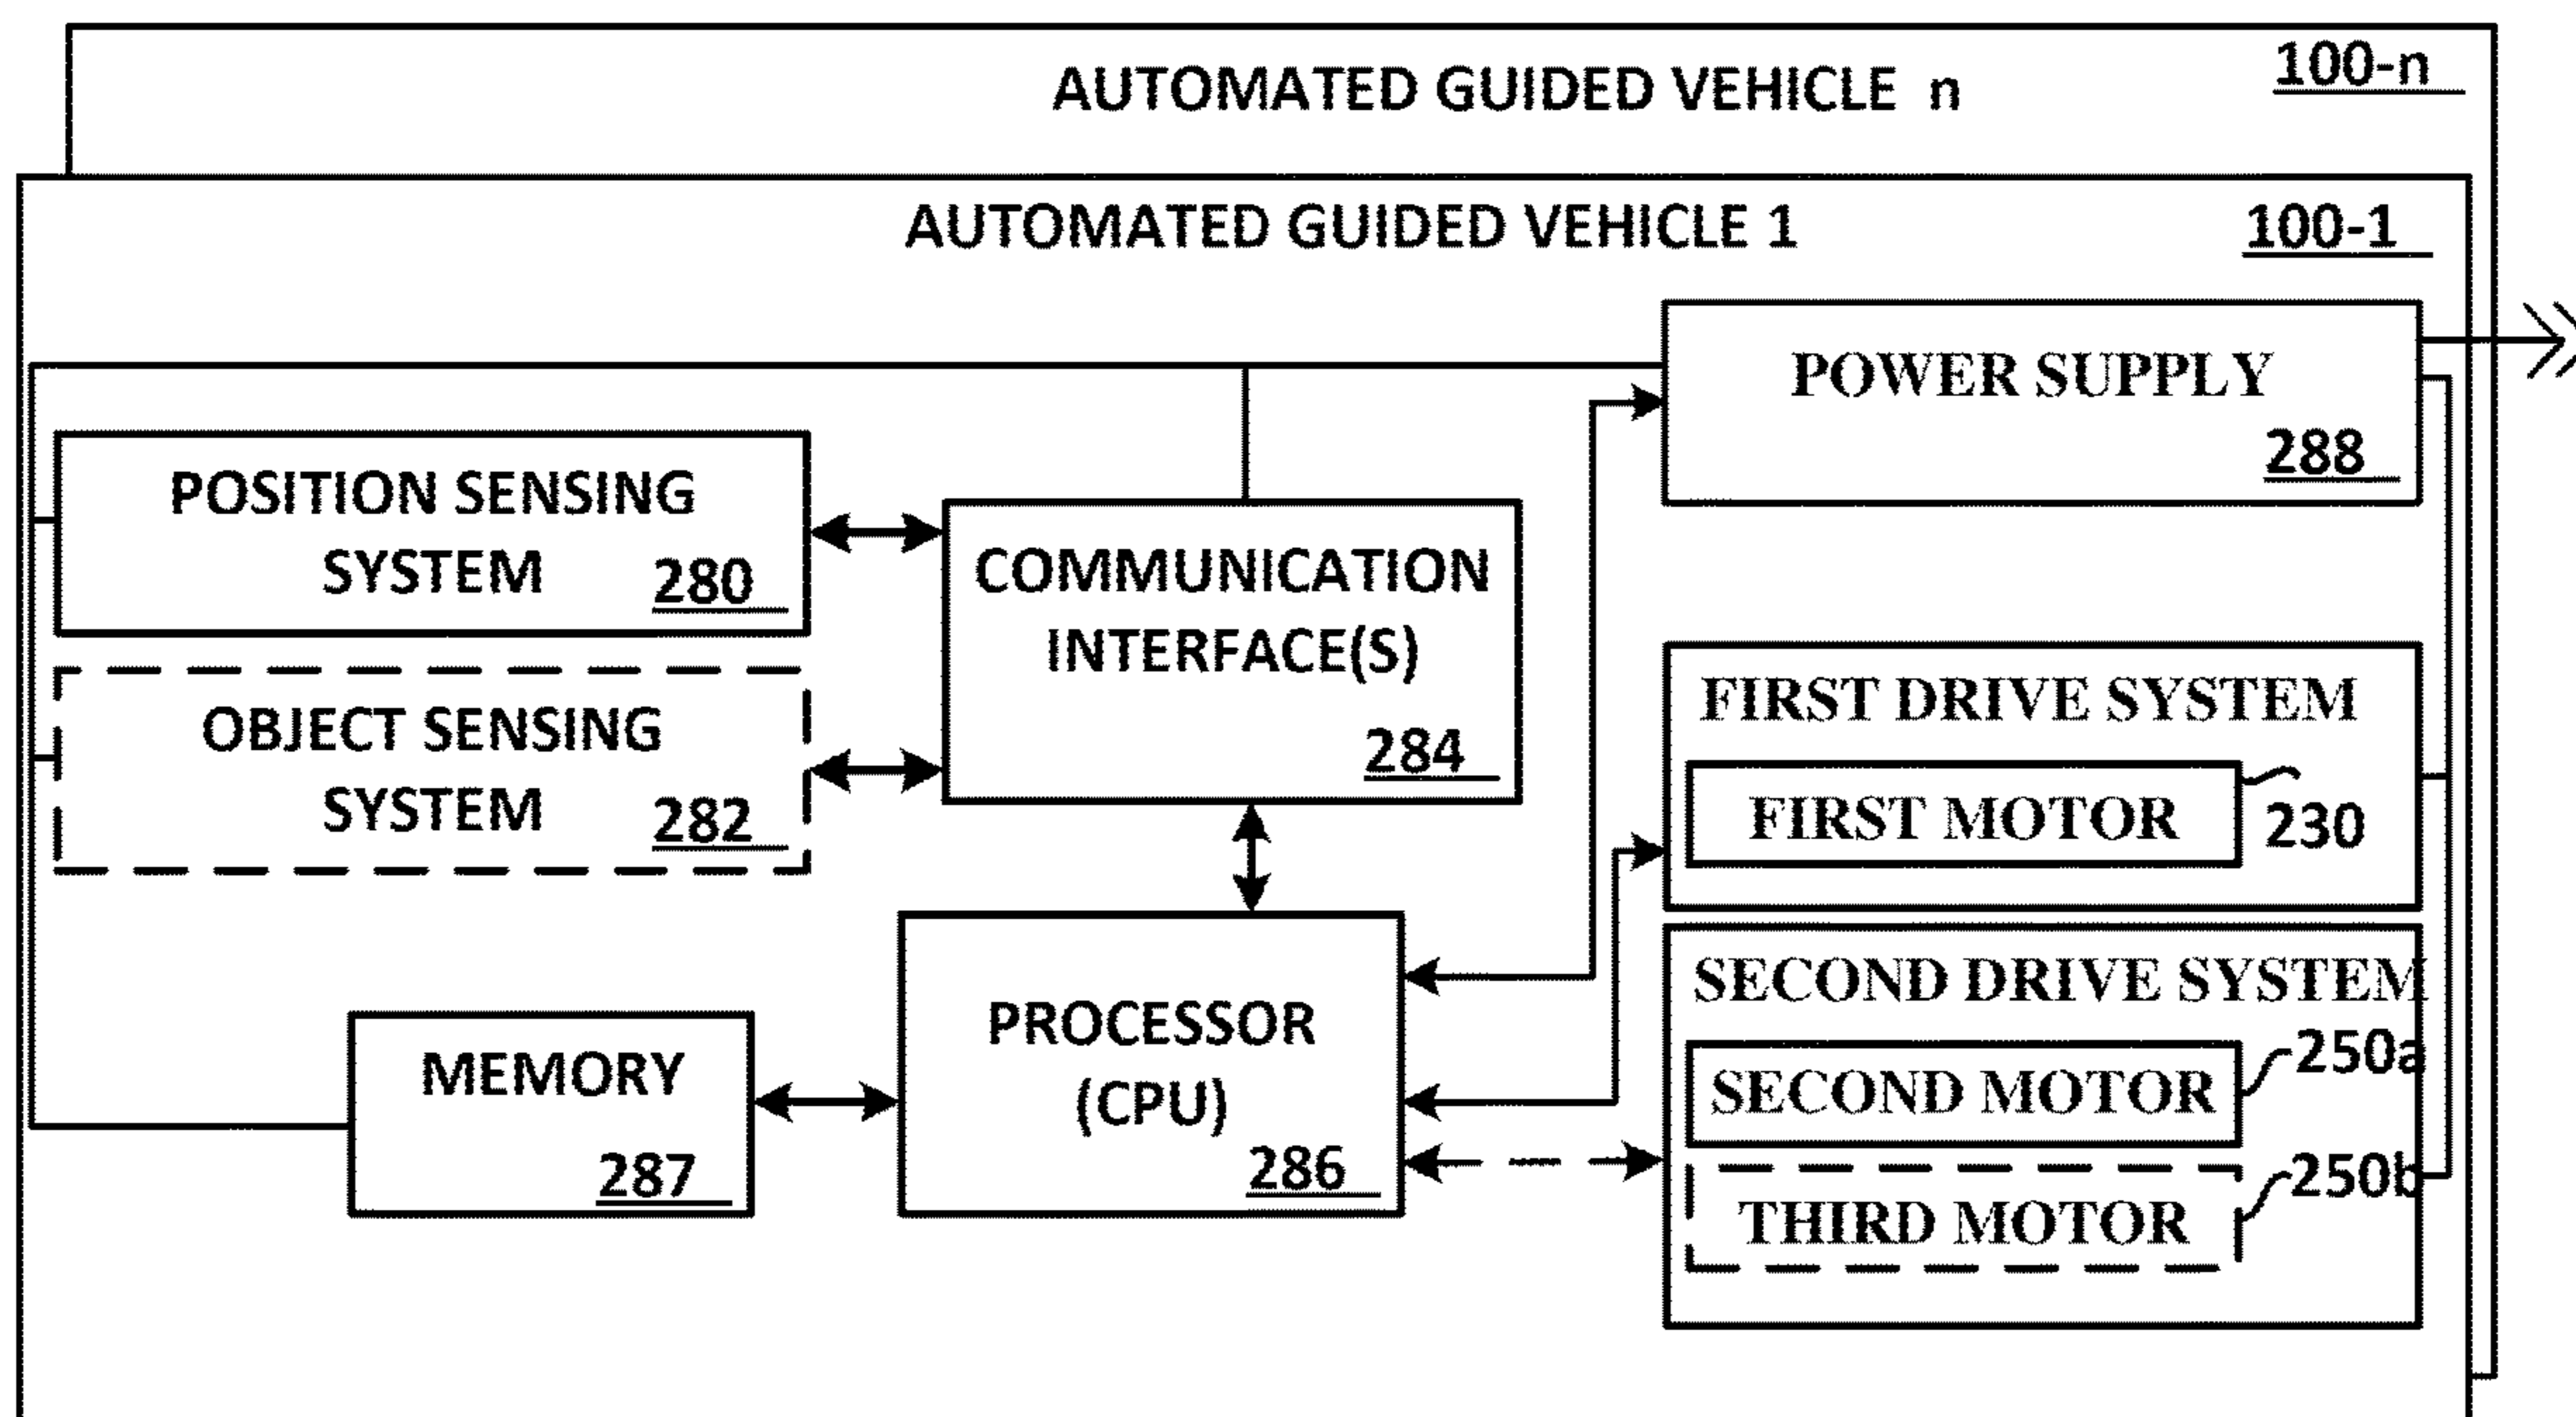 AUTOMATED GUIDED VEHICLE n
100-n
AUTOMATED GUIDED VEHICLE 1
100-1
POWER SUPPLY
288
POSITION SENSING
SYSTEM
280
COMMUNICATION
INTERFACE(S)
284
OBJECT SENSING
SYSTEM
282
FIRST DRIVE SYSTEM
FIRST MOTOR
230
MEMORY
287
PROCESSOR
(CPU)
286
SECOND DRIVE SYSTEM
SECOND MOTOR
250a
THIRD MOTOR
250b